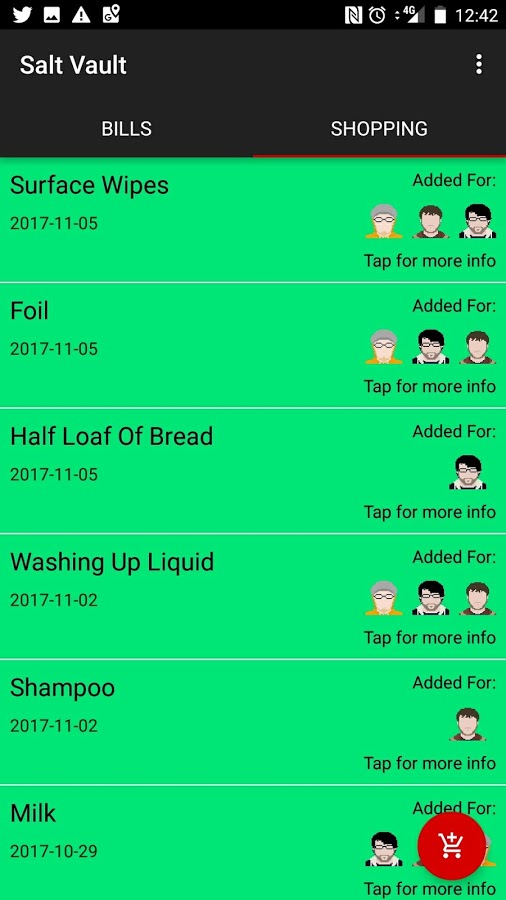 4G 12:42
Salt Vault
BILLS SHOPPING
Surface Wipes
Added For:
2017-11-05
Tap for more info
Foil
Added For:
2017-11-05
Tap for more info
Half Loaf Of Bread
Added For:
2017-11-05
Tap for more info
Washing Up Liquid
Added For:
2017-11-02
Tap for more info
Shampoo
Added For:
2017-11-02
Tap for more info
Milk
Added For:
2017-10-29
Tap for more info